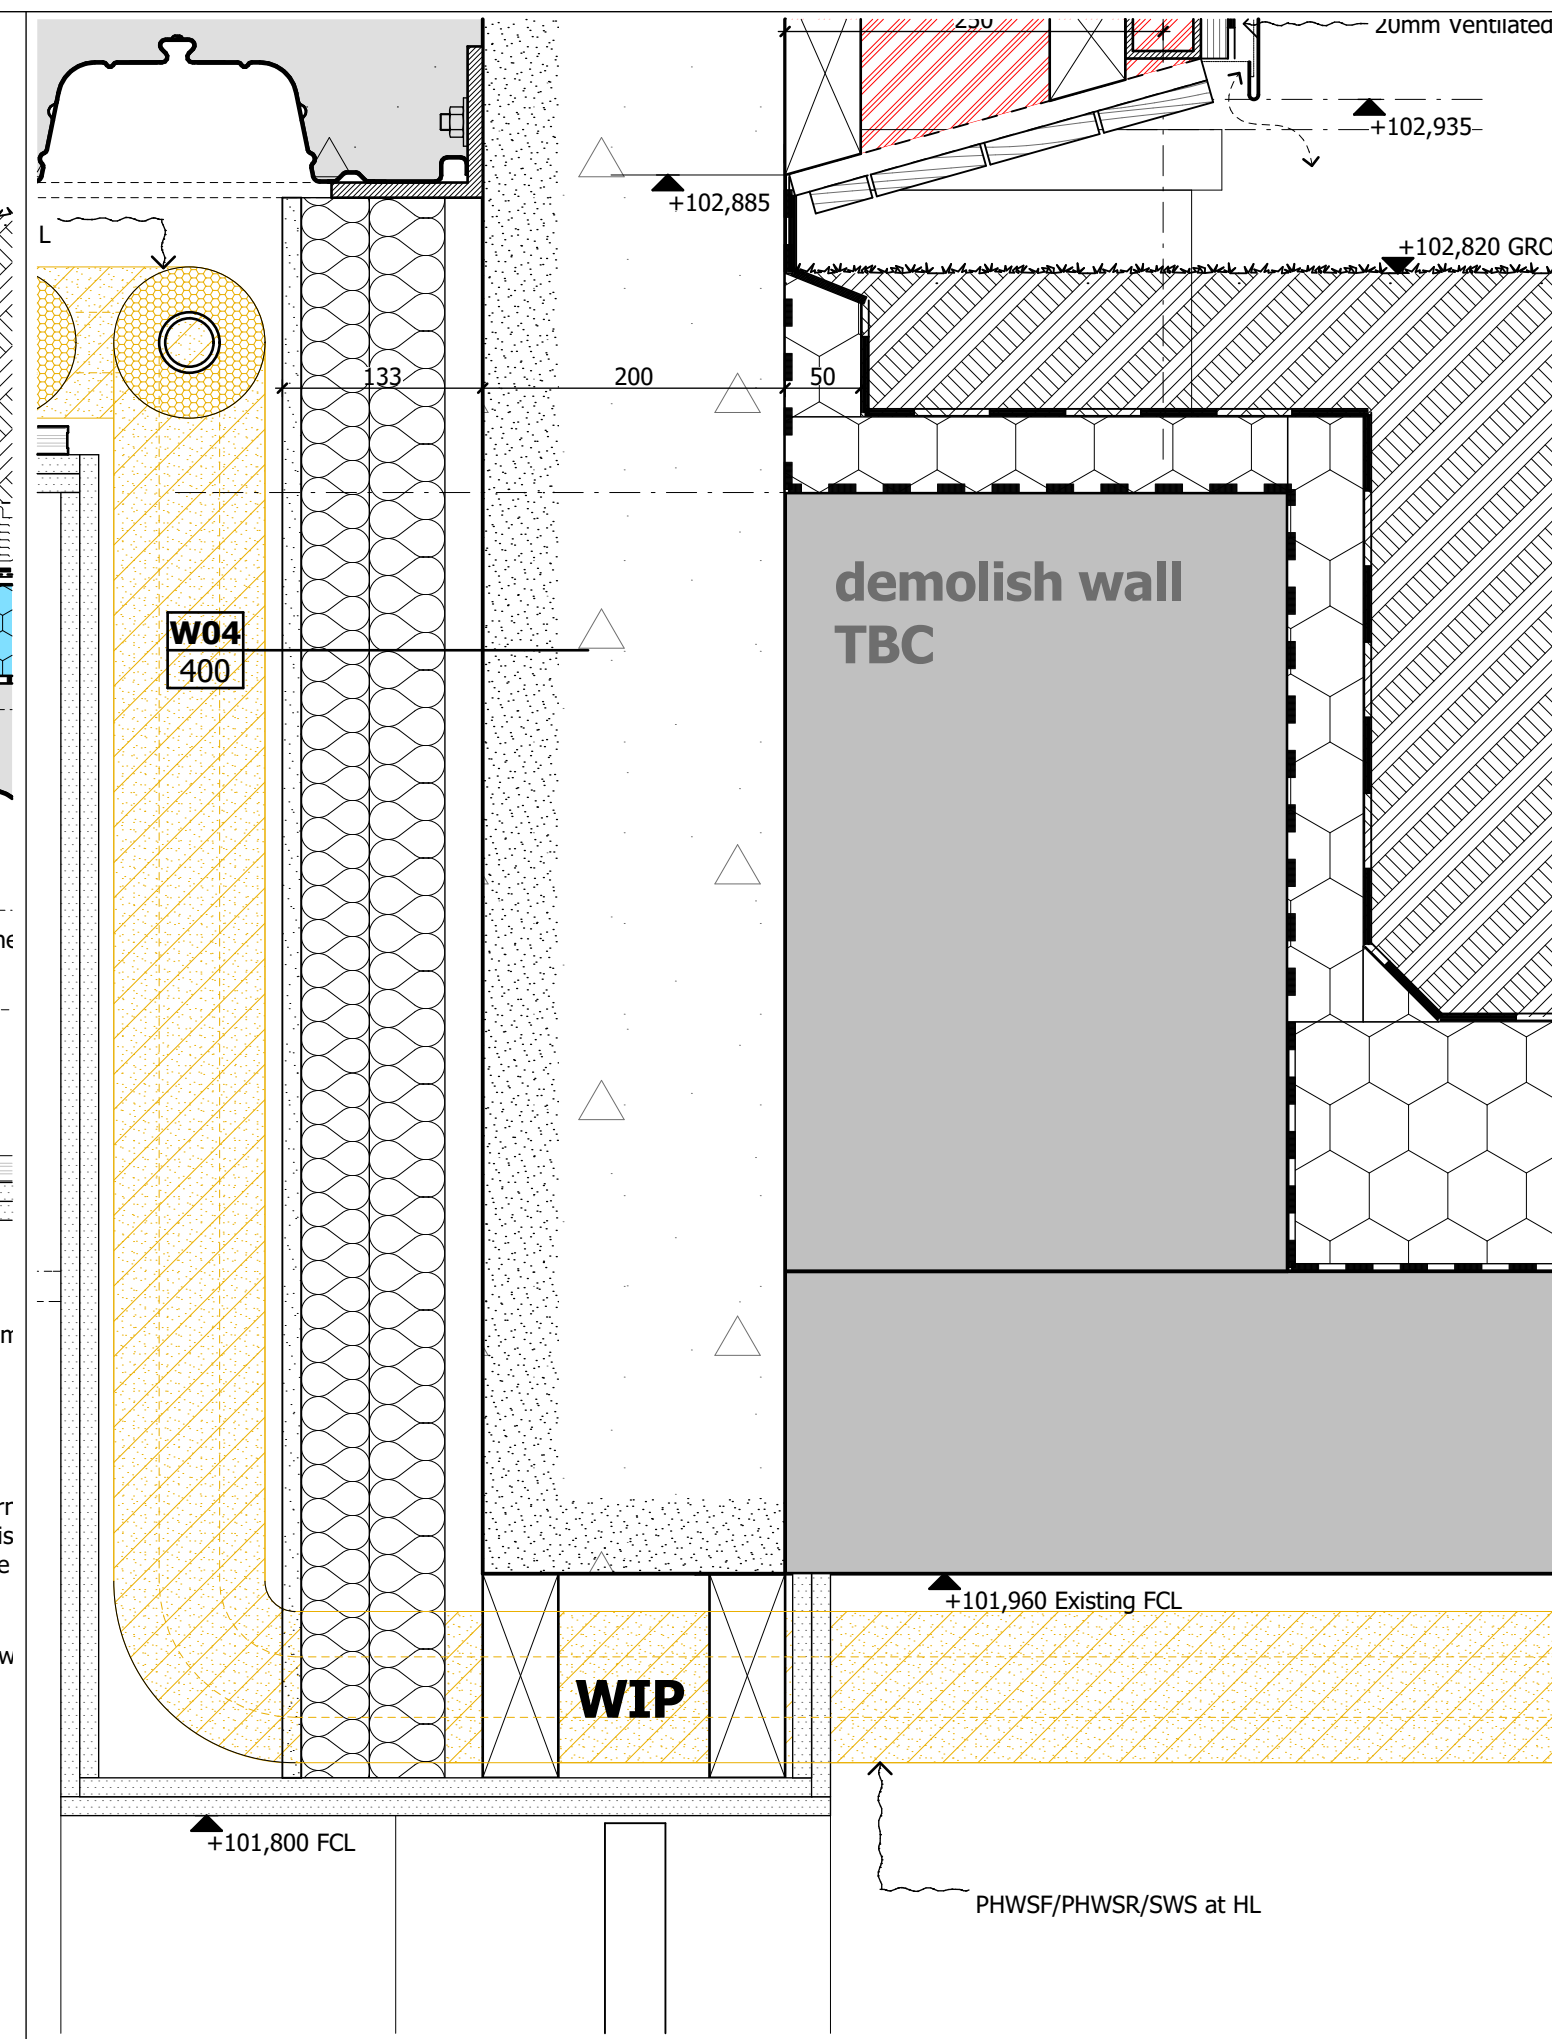 250
20mm Ventilated
+102,935
+102,885
L
+102,820 GRO
133
200
50
demolish wall
TBC
W04
400
+101,960 Existing FCL
WIP
+101,800 FCL
PHWSF/PHWSR/SWS at HL